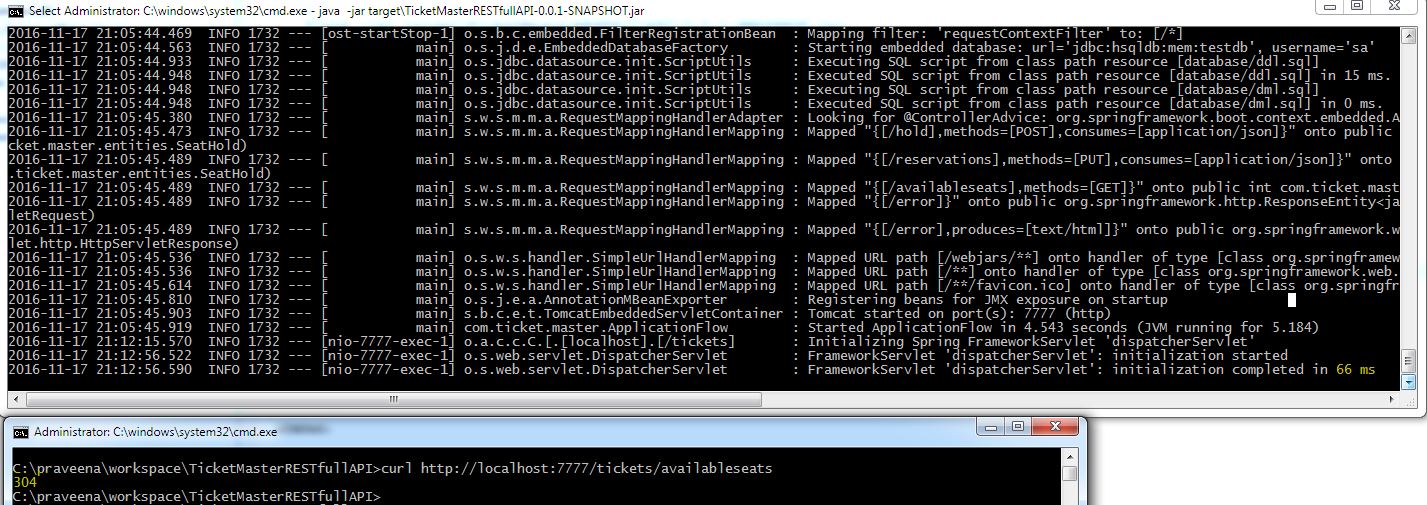 Select Administrator: C:\windows\system32\cmd.exe - java  -jar target\TicketMasterRESTfullAPI-0.0.1-SNAPSHOT.jar
2016-11-17 21:05:44.469  INFO 1732 --- [ost-startStop-1] o.s.b.c.embedded.FilterRegistrationBean  : Mapping filter: 'requestContextFilter' to: [/*]
2016-11-17 21:05:44.604  INFO 1732 --- [           main] o.s.j.d.e.EmbeddedDatabaseFactory        : Starting embedded database: url='jdbc:hsqldb:mem:testdb', username='sa'
2016-11-17 21:05:44.933  INFO 1732 --- [           main] o.s.jdbc.datasource.init.ScriptUtils     : Executing SQL script from class path resource [database/ddl.sql]
2016-11-17 21:05:44.948  INFO 1732 --- [           main] o.s.jdbc.datasource.init.ScriptUtils     : Executed SQL script from class path resource [database/ddl.sql] in 15 ms.
2016-11-17 21:05:44.948  INFO 1732 --- [           main] o.s.jdbc.datasource.init.ScriptUtils     : Executing SQL script from class path resource [database/dml.sql]
2016-11-17 21:05:44.948  INFO 1732 --- [           main] o.s.jdbc.datasource.init.ScriptUtils     : Executed SQL script from class path resource [database/dml.sql] in 0 ms.
2016-11-17 21:05:45.380  INFO 1732 --- [           main] s.w.s.m.m.a.RequestMappingHandlerAdapter : Looking for @ControllerAdvice: org.springframework.boot.context.embedded.A
2016-11-17 21:05:45.473  INFO 1732 --- [           main] s.w.s.m.m.a.RequestMappingHandlerMapping : Mapped "{[/hold],methods=[POST],consumes=[application/json]}" onto public
cket.master.entities.SeatHold)
2016-11-17 21:05:45.489  INFO 1732 --- [           main] s.w.s.m.m.a.RequestMappingHandlerMapping : Mapped "{[/reservations],methods=[PUT],consumes=[application/json]}" onto
.ticket.master.entities.SeatHold)
2016-11-17 21:05:45.489  INFO 1732 --- [           main] s.w.s.m.m.a.RequestMappingHandlerMapping : Mapped "{[/availableseats],methods=[GET]}" onto public int com.ticket.mast
2016-11-17 21:05:45.489  INFO 1732 --- [           main] s.w.s.m.m.a.RequestMappingHandlerMapping : Mapped "{[/error]}" onto public org.springframework.http.ResponseEntity<ja
letRequest)
2016-11-17 21:05:45.489  INFO 1732 --- [           main] s.w.s.m.m.a.RequestMappingHandlerMapping : Mapped "{[/error],produces=[text/html]}" onto public org.springframework.w
let.http.HttpServletResponse)
2016-11-17 21:05:45.536  INFO 1732 --- [           main] o.s.w.s.handler.SimpleUrlHandlerMapping  : Mapped URL path [/webjars/**] onto handler of type [class org.springframew
2016-11-17 21:05:45.536  INFO 1732 --- [           main] o.s.w.s.handler.SimpleUrlHandlerMapping  : Mapped URL path [/**] onto handler of type [class org.springframework.web.
2016-11-17 21:05:45.614  INFO 1732 --- [           main] o.s.w.s.handler.SimpleUrlHandlerMapping  : Mapped URL path [/**/favicon.ico] onto handler of type [class org.springfr
2016-11-17 21:05:45.810  INFO 1732 --- [           main] o.s.j.e.a.AnnotationMBeanExporter        : Registering beans for JMX exposure on startup
2016-11-17 21:05:45.903  INFO 1732 --- [           main] s.b.c.e.t.TomcatEmbeddedServletContainer : Tomcat started on port(s): 7777 (http)
2016-11-17 21:05:45.919  INFO 1732 --- [           main] com.ticket.master.ApplicationFlow        : Started ApplicationFlow in 4.543 seconds (JVM running for 5.184)
2016-11-17 21:12:15.570  INFO 1732 --- [nio-7777-exec-1] o.a.c.c.C.[.[localhost].[/tickets]       : Initializing Spring FrameworkServlet 'dispatcherServlet'
2016-11-17 21:12:56.522  INFO 1732 --- [nio-7777-exec-1] o.s.web.servlet.DispatcherServlet        : FrameworkServlet 'dispatcherServlet': initialization started
2016-11-17 21:12:56.590  INFO 1732 --- [nio-7777-exec-1] o.s.web.servlet.DispatcherServlet        : FrameworkServlet 'dispatcherServlet': initialization completed in 66 ms
Administrator: C:\windows\system32\cmd.exe
C:\praveena\workspace\TicketMasterRESTfullAPI>curl http://localhost:7777/tickets/availableseats
304
C:\praveena\workspace\TicketMasterRESTfullAPI>